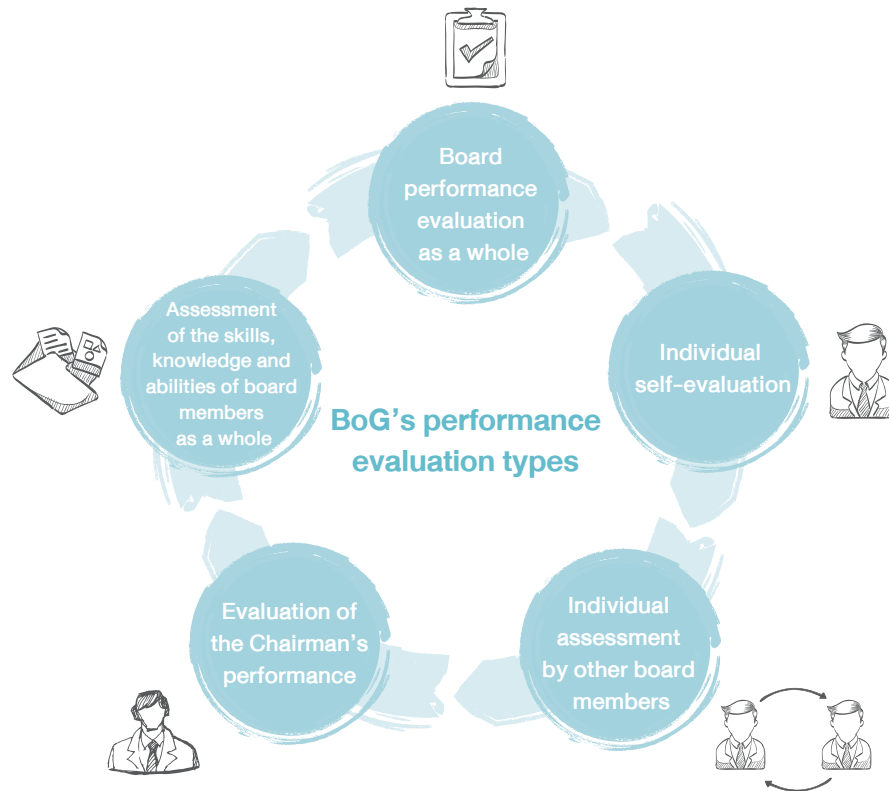 Board
performance
evaluation
as a whole
Individual
self-evaluation
Individual
assessment
by other board
members
Evaluation of
the Chairman's
performance
Assessment
of the skills,
knowledge and
abilities of board
members
as a whole
BoG's performance
evaluation types